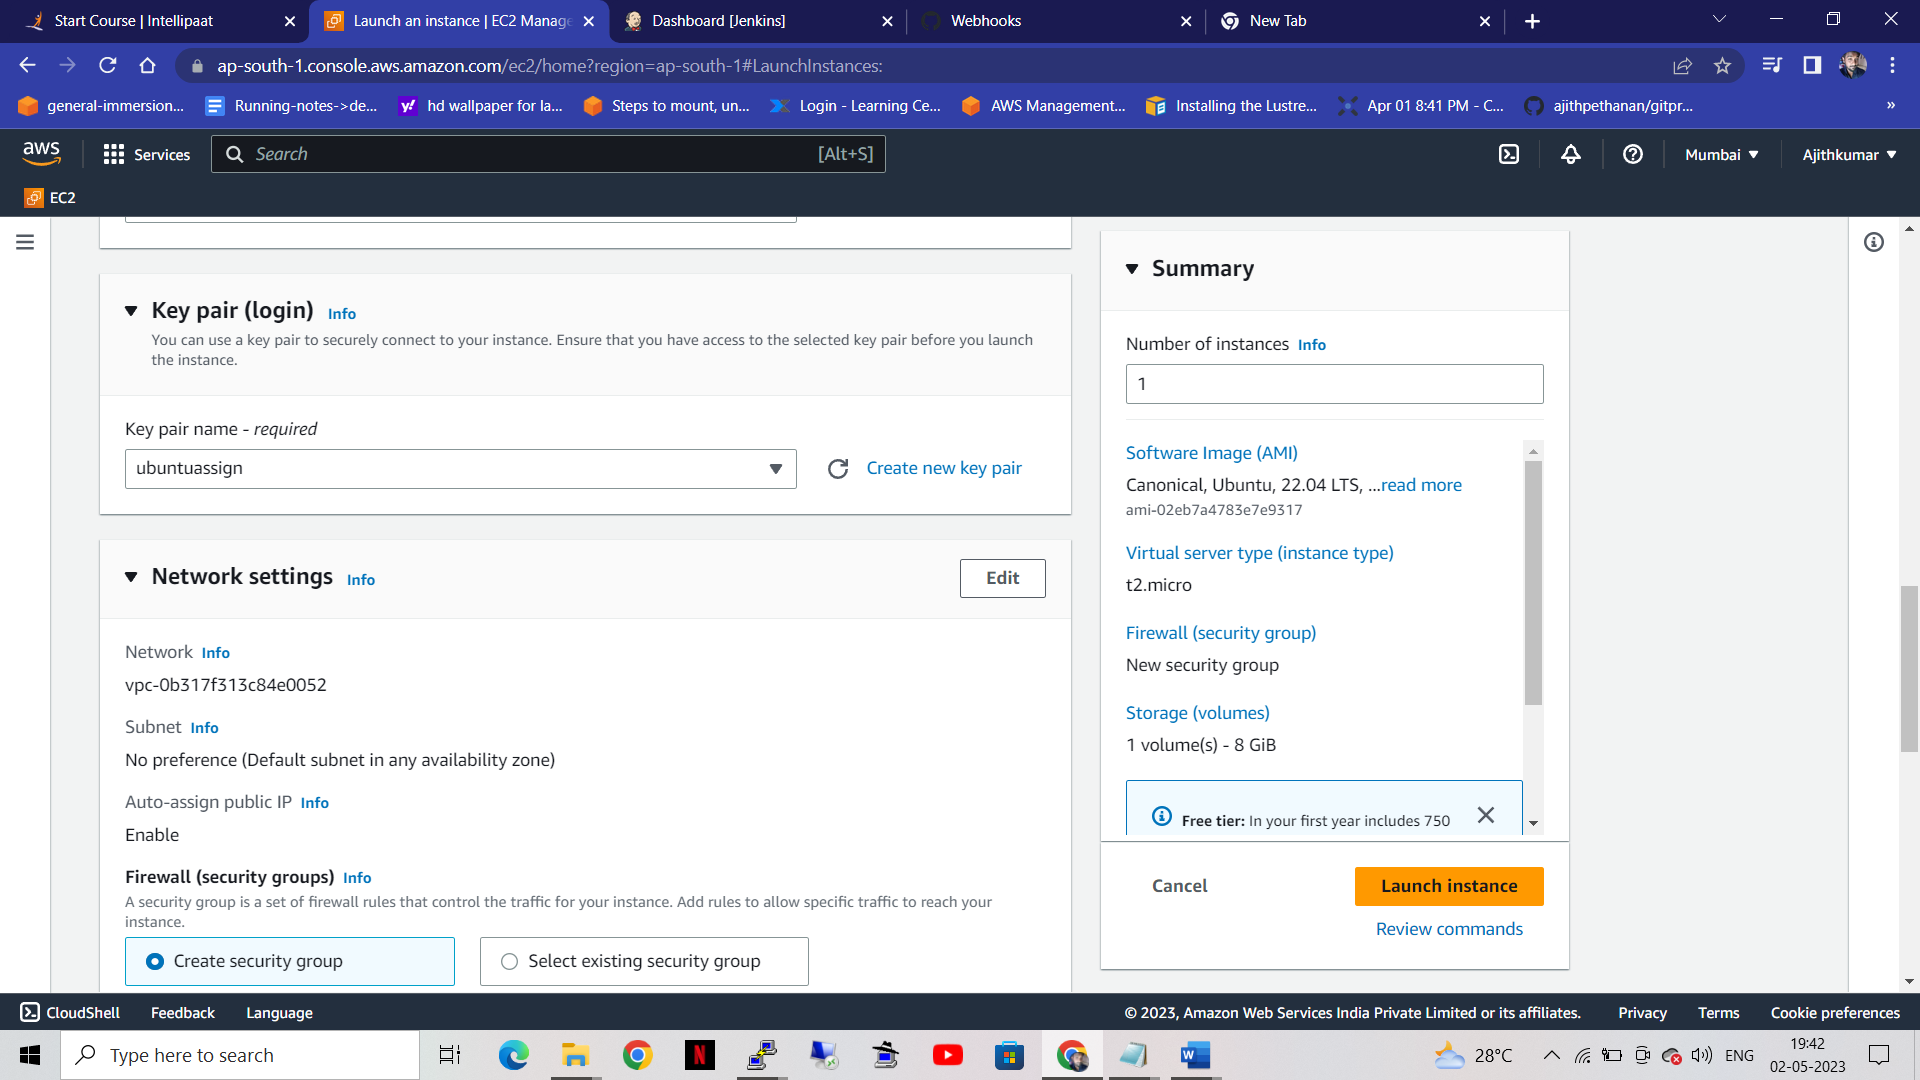 Start Course | Intellipaat
Launch an instance | EC2 Manage
Dashboard [Jenkins]
Webhooks
New Tab
ap-south-1.console.aws.amazon.com/ec2/home?region=ap-south-1#LaunchInstances:
general-immersion...
Running-notes->de...
hd wallpaper for la...
Steps to mount, un...
Login - Learning Ce...
AWS Management...
Installing the Lustre...
Apr 01 8:41 PM - C...
ajithpethanan/gitpr...
»
aws
Services
Search
[Alt+S]
Mumbai
Ajithkumar
EC2
Key pair (login) Info
You can use a key pair to securely connect to your instance. Ensure that you have access to the selected key pair before you launch
the instance.
Key pair name - required
ubuntuassign
Create new key pair
Network settings Info
Edit
Network Info
vpc-0b317f313c84e0052
Subnet Info
No preference (Default subnet in any availability zone)
Auto-assign public IP Info
Enable
Firewall (security groups) Info
A security group is a set of firewall rules that control the traffic for your instance. Add rules to allow specific traffic to reach your
instance.
Create security group
Select existing security group
Summary
Number of instances Info
1
Software Image (AMI)
Canonical, Ubuntu, 22.04 LTS, ...read more
ami-02eb7a4783e7e9317
Virtual server type (instance type)
t2.micro
Firewall (security group)
New security group
Storage (volumes)
1 volume(s) - 8 GiB
Free tier: In your first year includes 750
Cancel
Launch instance
Review commands
CloudShell
Feedback
Language
© 2023, Amazon Web Services India Private Limited or its affiliates.
Privacy
Terms
Cookie preferences
Type here to search
28°C
ENG
19:42
02-05-2023